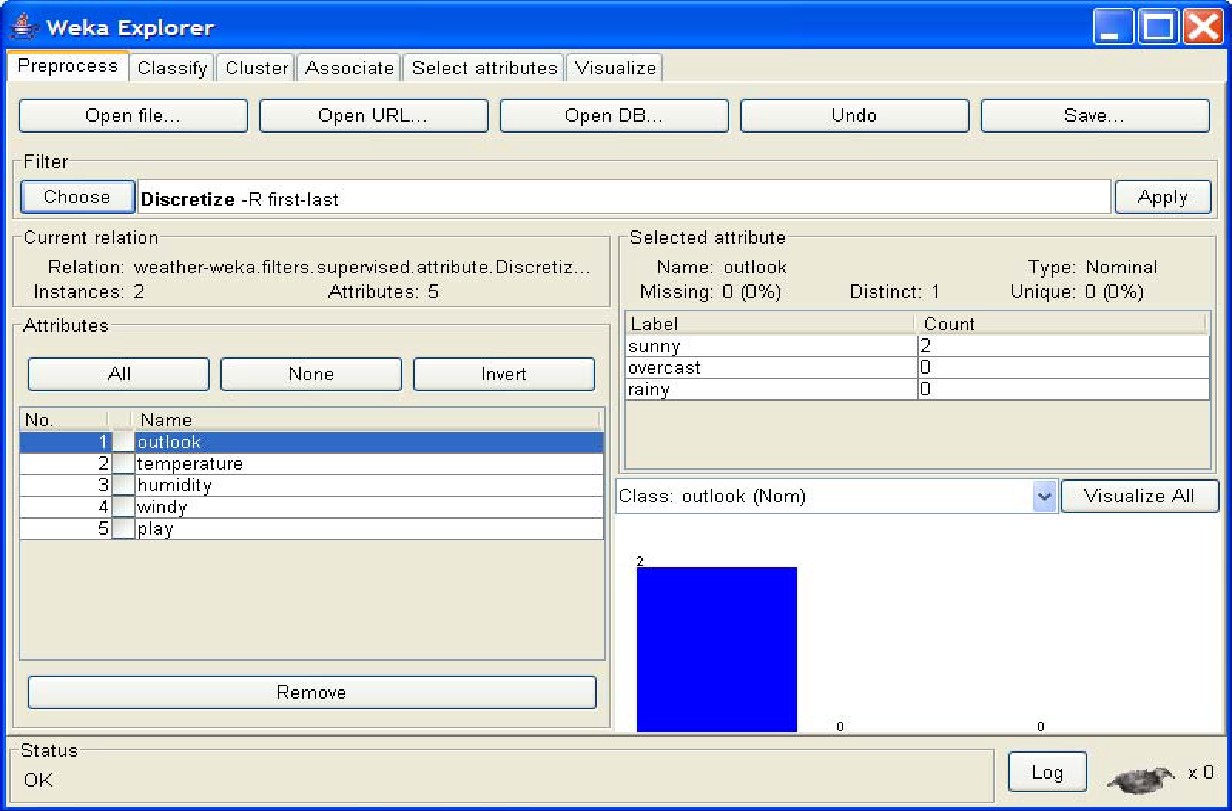 Weka Explorer
Preprocess Classify Cluster Associate Select attributes Visualize
Open file... Open URL... Open DB... Undo Save...
Filter
Choose Discretize -R first-last Apply
Current relation
Relation: weather-weka.filters.supervised.attribute.Discretiz...
Instances: 2 Attributes: 5
Attributes
All None Invert
No. Name
1 outlook
2 temperature
3 humidity
4 windy
5 play
Remove
Selected attribute
Name: outlook Type: Nominal
Missing: 0 (0%) Distinct: 1 Unique: 0 (0%)
Label Count
sunny 2
overcast 0
rainy 0
Class: outlook (Nom) Visualize All
2
0 0
Status
OK
Log x 0